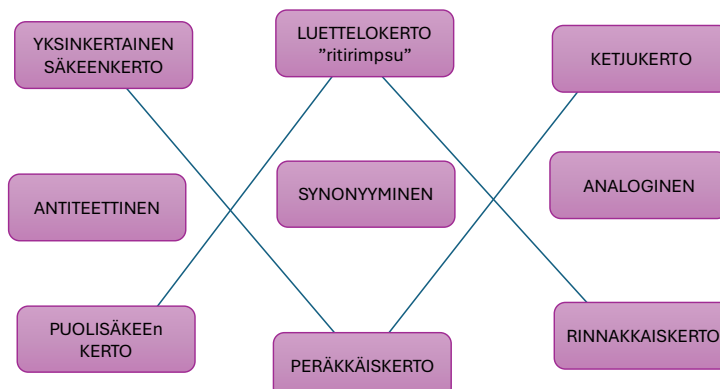 YKSINKERTAINEN
SÄKEENKERTO
LUETTELOKERTO
”ritirimpsu”
KETJUKERTO
ANTITEETTINEN
SYNONYYMINEN
ANALOGINEN
PUOLISÄKEEn
KERTO
PERÄKKÄISKERTO
RINNAKKAISKERTO